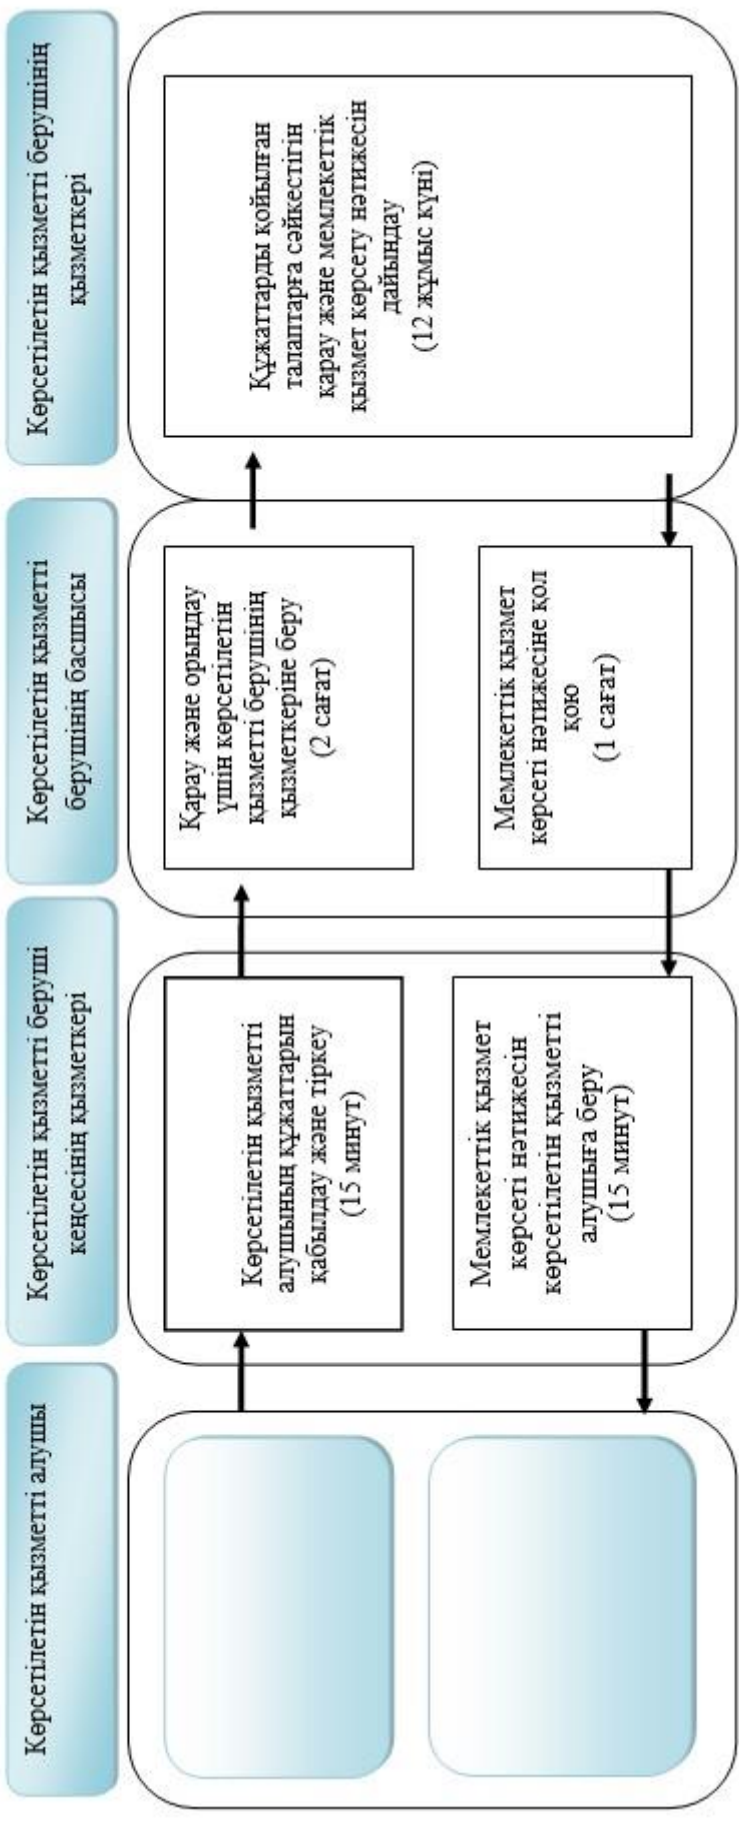 Көрсетілетін қызметті алушы
Көрсетілетін қызметті беруші
кеңсесінің қызметкері
Көрсетілетін қызметті
берушінің басшысы
Көрсетілетін қызметті берушінің
қызметкері
Көрсетілетін қызметті
алушының құжаттарын
қабылдау және тіркеу
(15 минут)
Қарау және орындау
үшін көрсетілетін
қызметті берушінің
қызметкеріне беру
(2 сағат)
Құжаттарды қойылған
талаптарға сәйкестігін
қарау және мемлекеттік
қызмет көрсету нәтижесін
дайындау
(12 жұмыс күні)
Мемлекеттік қызмет
көрсеті нәтижесін
көрсетілетін қызметті
алушыға беру
(15 минут)
Мемлекеттік қызмет
көрсеті нәтижесіне қол
қою
(1 сағат)